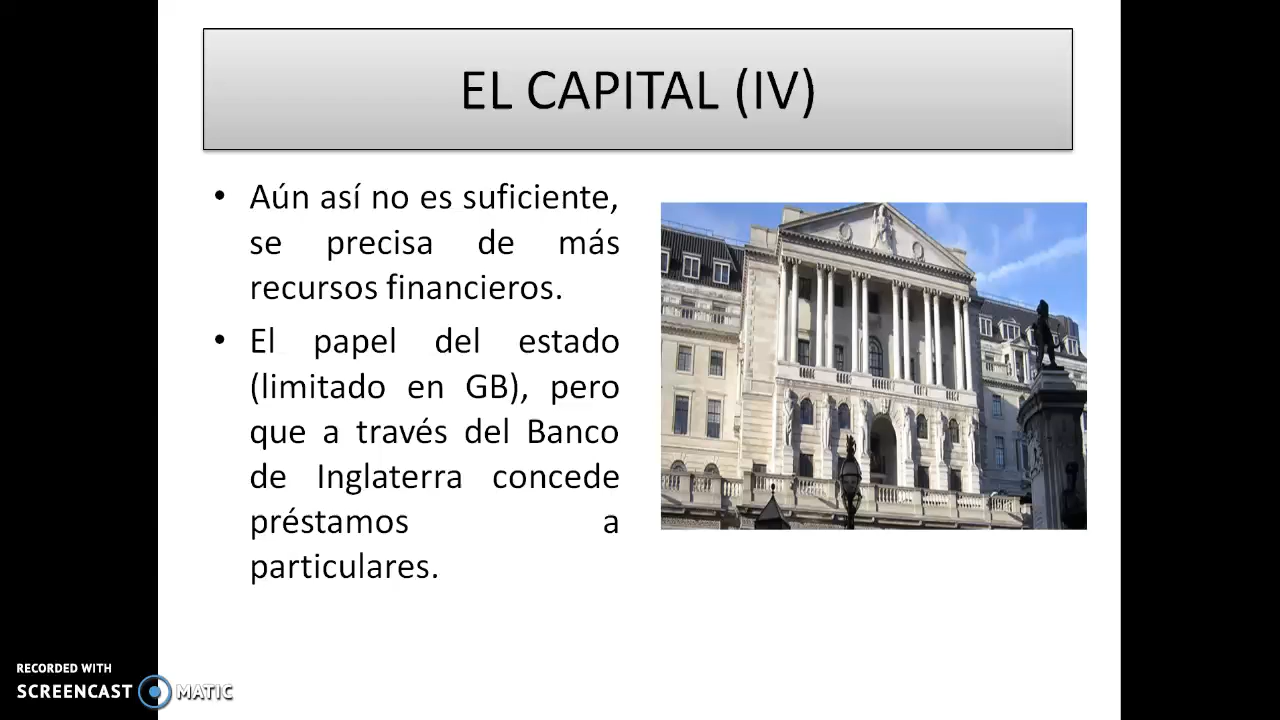 EL CAPITAL (IV)
• Aún así no es suficiente,
se precisa de más
recursos financieros.
• El papel del estado
(limitado en GB), pero
que a través del Banco
de Inglaterra concede
préstamos a
particulares.
RECORDED WITH
SCREENCAST MATIC